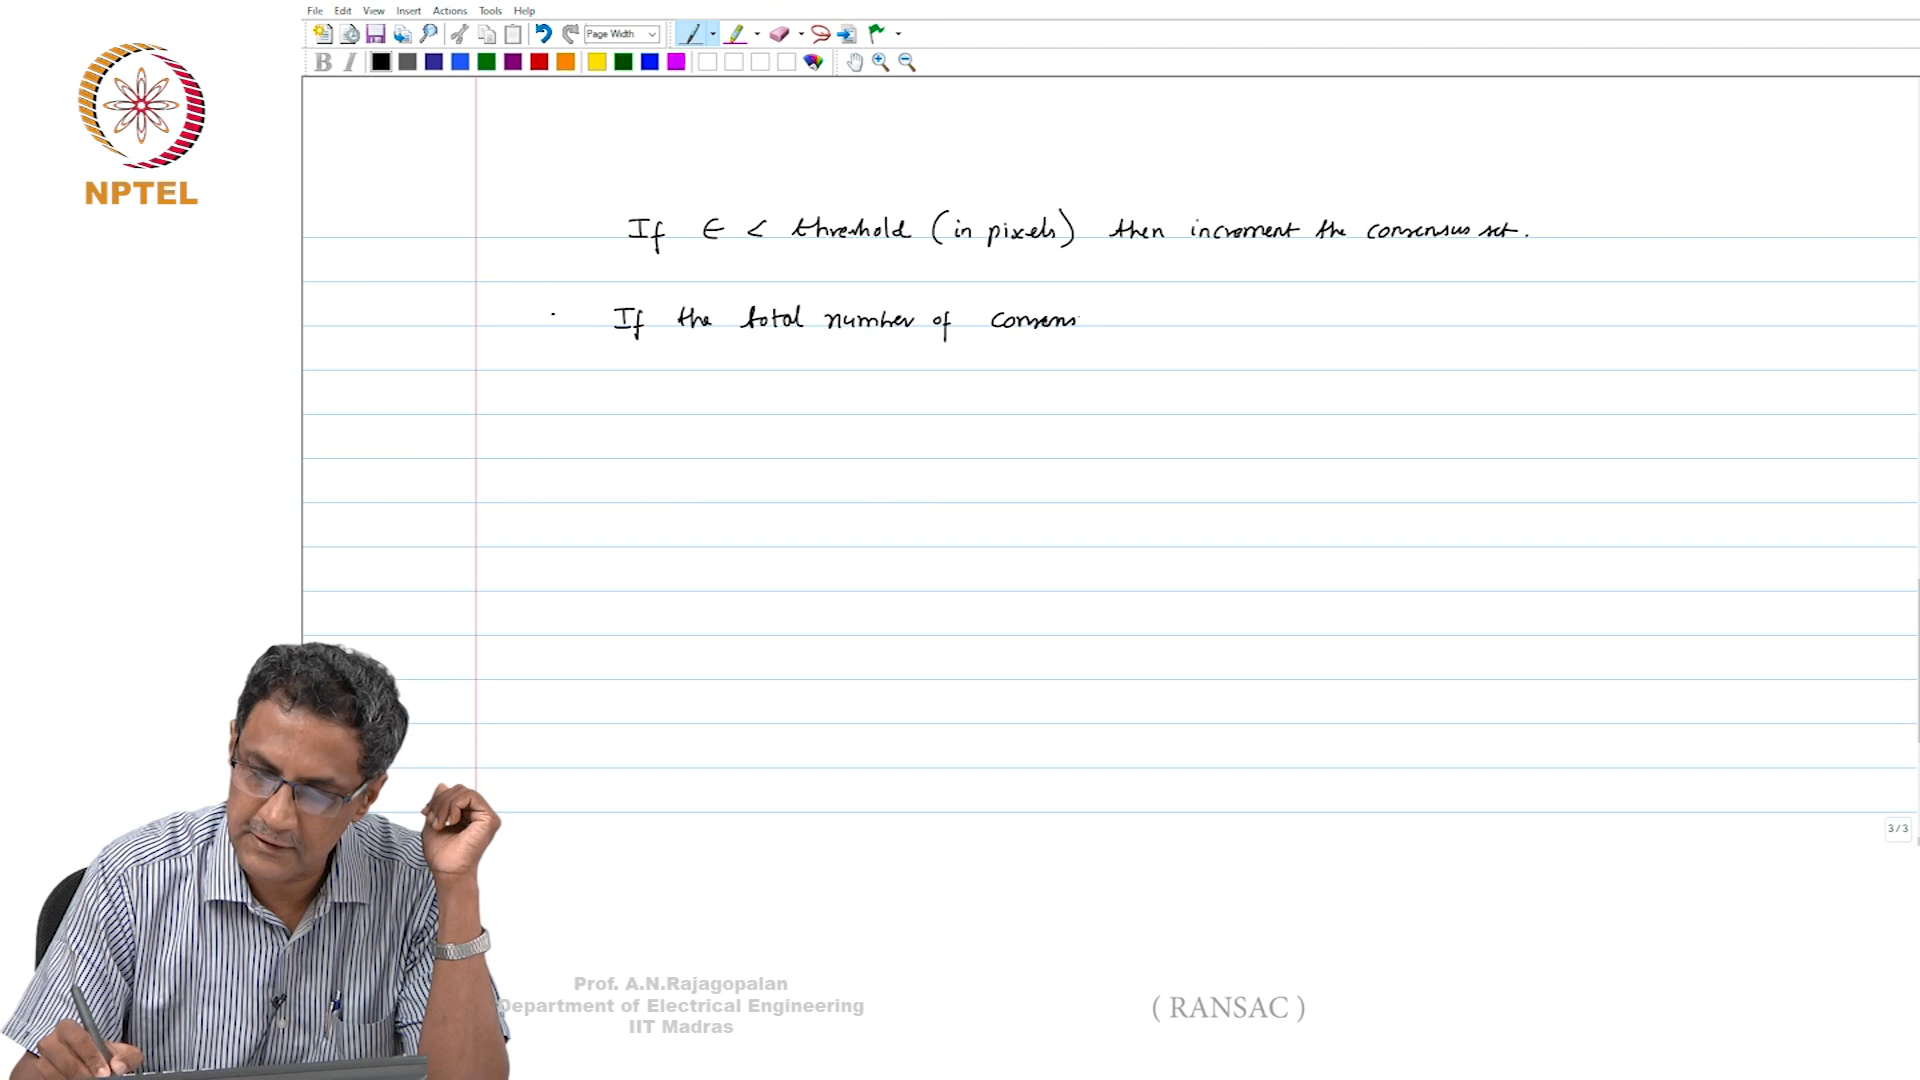 File Edit View Insert Actions Tools Help
Page Width
B I
NPTEL
If ∈ < threshold (in pixels) then increment the consensus set.
. If the total number of consens
3/3
Prof. A.N.Rajagopalan
Department of Electrical Engineering
IIT Madras
( RANSAC )